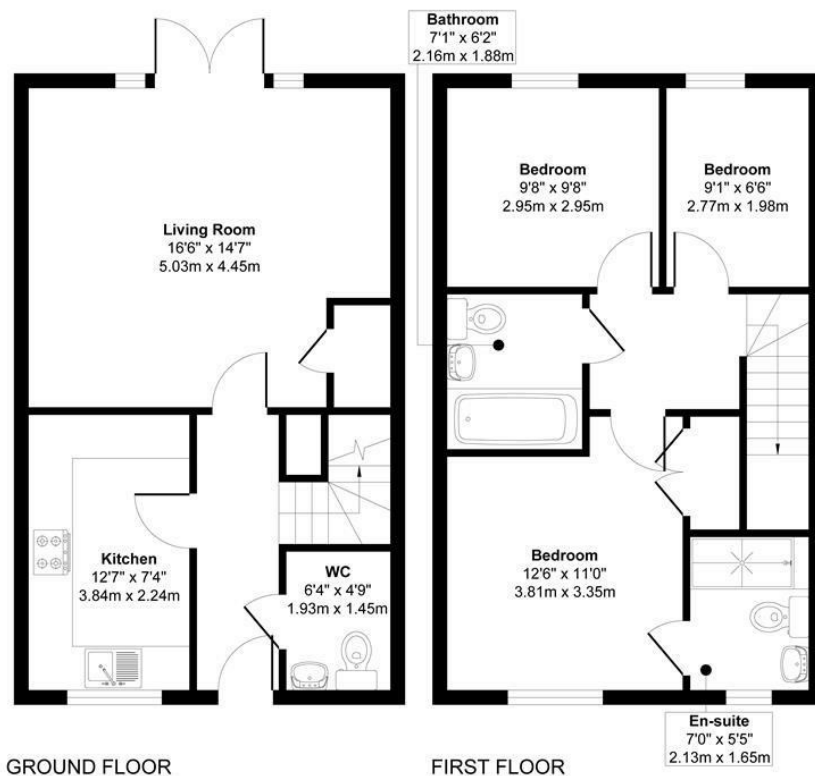 Bathroom
7'1" x 6'2"
2.16m x 1.88m
Living Room
16'6" x 14'7"
5.03m x 4.45m
Bedroom
9'8" x 9'8"
2.95m x 2.95m
Bedroom
9'1" x 6'6"
2.77m x 1.98m
Kitchen
12'7" x 7'4"
3.84m x 2.24m
WC
6'4" x 4'9"
1.93m x 1.45m
Bedroom
12'6" x 11'0"
3.81m x 3.35m
En-suite
7'0" x 5'5"
2.13m x 1.65m
GROUND FLOOR
FIRST FLOOR